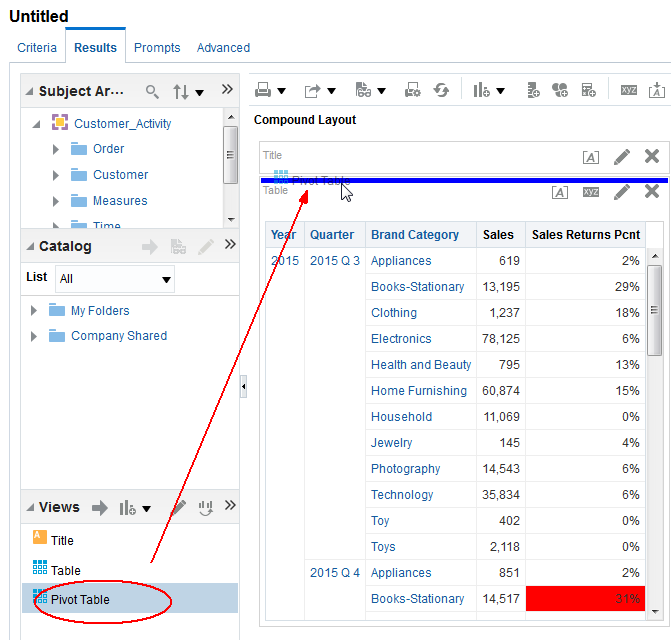 Untitled
Criteria Results Prompts Advanced
Subject Ar...
Customer_Activity
Order
Customer
Measures
Time
Catalog
List All
My Folders
Company Shared
Views
Title
Table
Pivot Table
xyz
Compound Layout
Title
A
Pivot Table
Table
A xyz
Year Quarter Brand Category Sales Sales Returns Pcnt
2015 2015 Q 3 Appliances 619 2%
Books-Stationary 13,195 29%
Clothing 1,237 18%
Electronics 78,125 6%
Health and Beauty 795 13%
Home Furnishing 60,874 15%
Household 11,069 0%
Jewelry 145 4%
Photography 14,543 6%
Technology 35,834 6%
Toy 402 0%
Toys 2,118 0%
2015 Q 4 Appliances 851 2%
Books-Stationary 14,517 31%